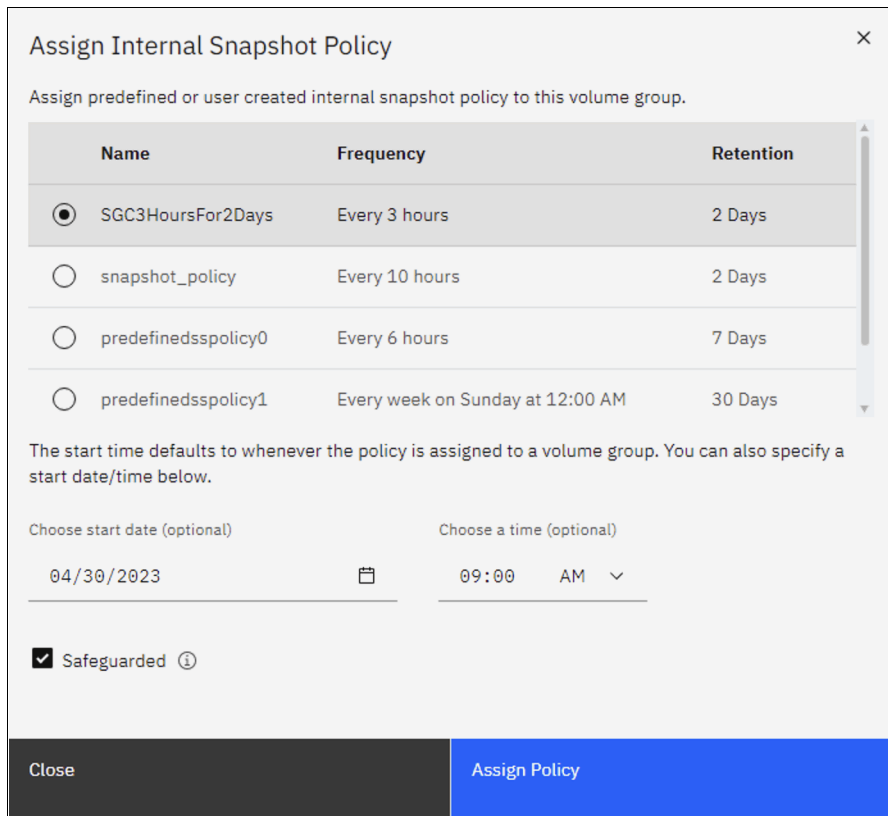 Assign Internal Snapshot Policy
Assign predefined or user created internal snapshot policy to this volume group.
Name Frequency Retention
SGC3HoursFor2Days Every 3 hours 2 Days
snapshot_policy Every 10 hours 2 Days
predefinedsspolicy0 Every 6 hours 7 Days
predefinedsspolicy1 Every week on Sunday at 12:00 AM 30 Days
The start time defaults to whenever the policy is assigned to a volume group. You can also specify a
start date/time below.
Choose start date (optional) Choose a time (optional)
04/30/2023 09:00 AM
Safeguarded
Close Assign Policy